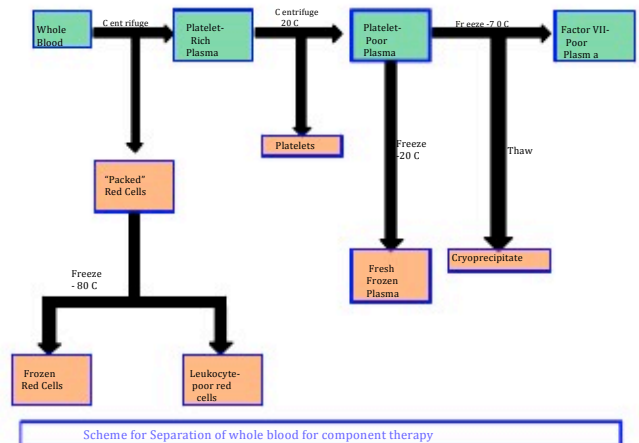 Whole
Blood
C ent rifuge
Platelet-
Rich
Plasma
C entrifuge
20 C
Platelet-
Poor
Plasma
Fr eeze -7 0 C
Factor VII-
Poor
Plasm a
Platelets
Freeze
-20 C
Thaw
“Packed”
Red Cells
Fresh
Frozen
Plasma
Cryoprecipitate
Freeze
- 80 C
Frozen
Red Cells
Leukocyte-
poor red
cells
Scheme for Separation of whole blood for component therapy